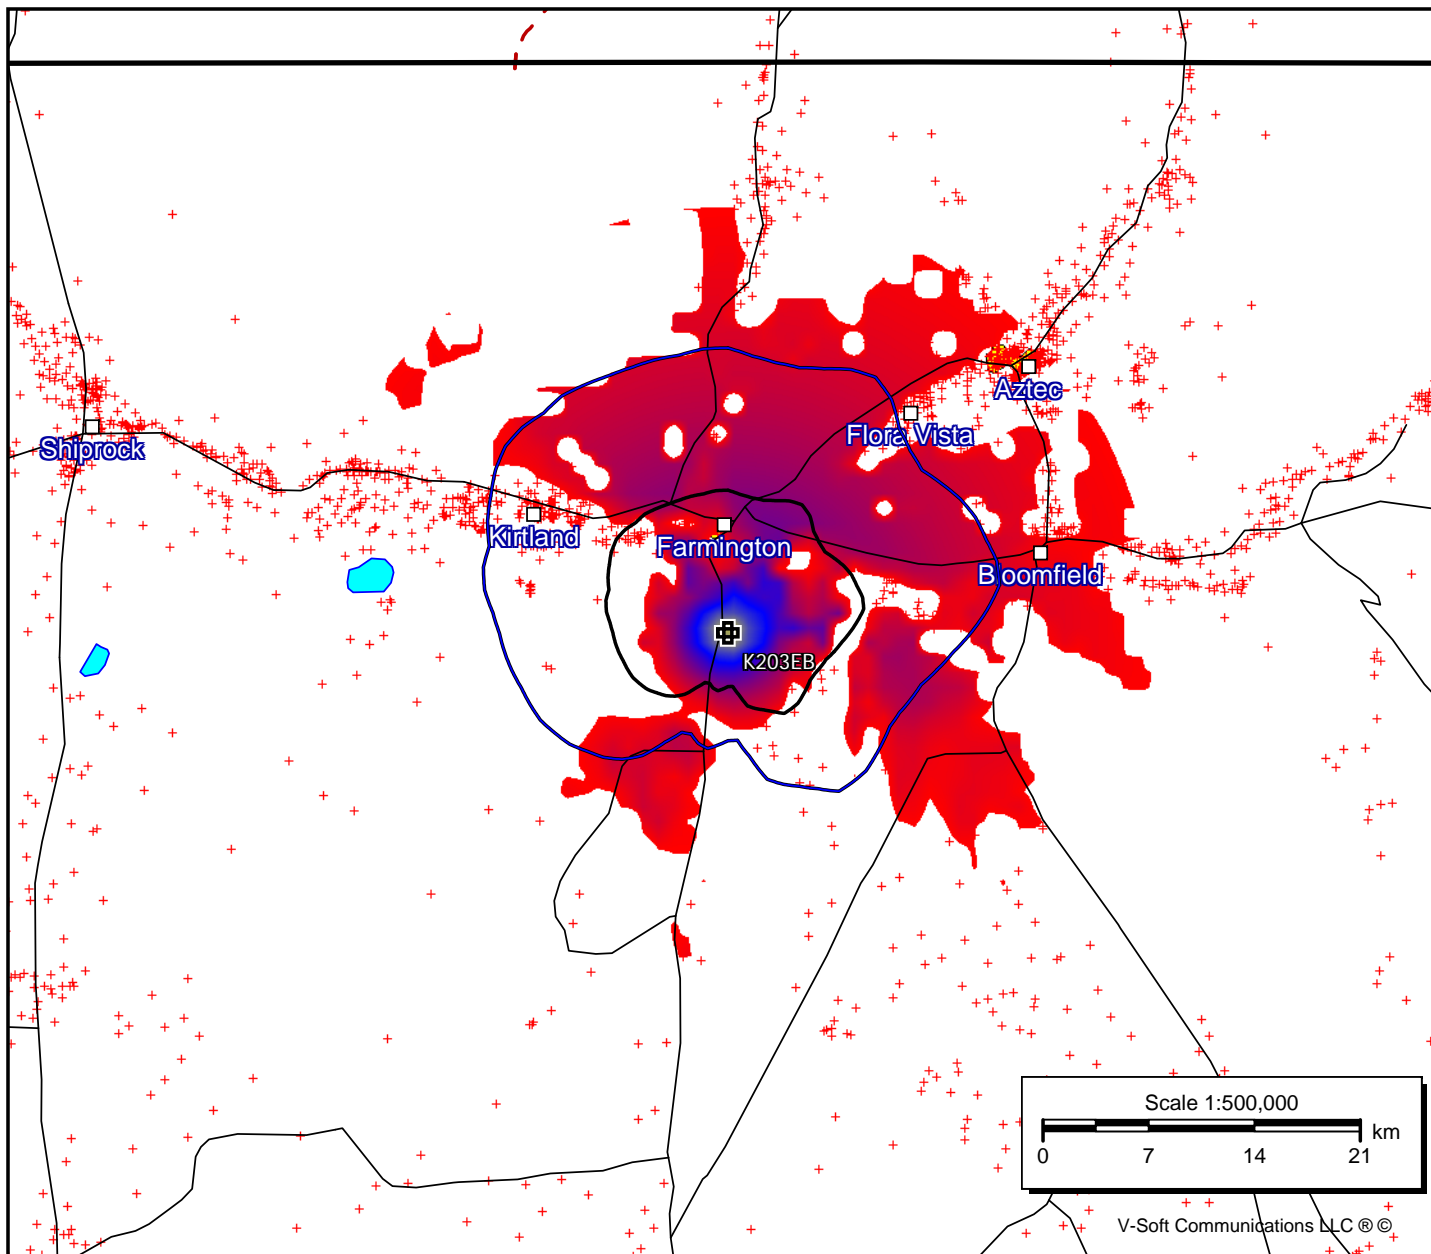 Aztec
Flora Vista
Shiprock
Kirtland
Farmington
Bloomfield
K203EB
Scale 1:500,000
km
0 7 14 21
V-Soft Communications LLC ® ©